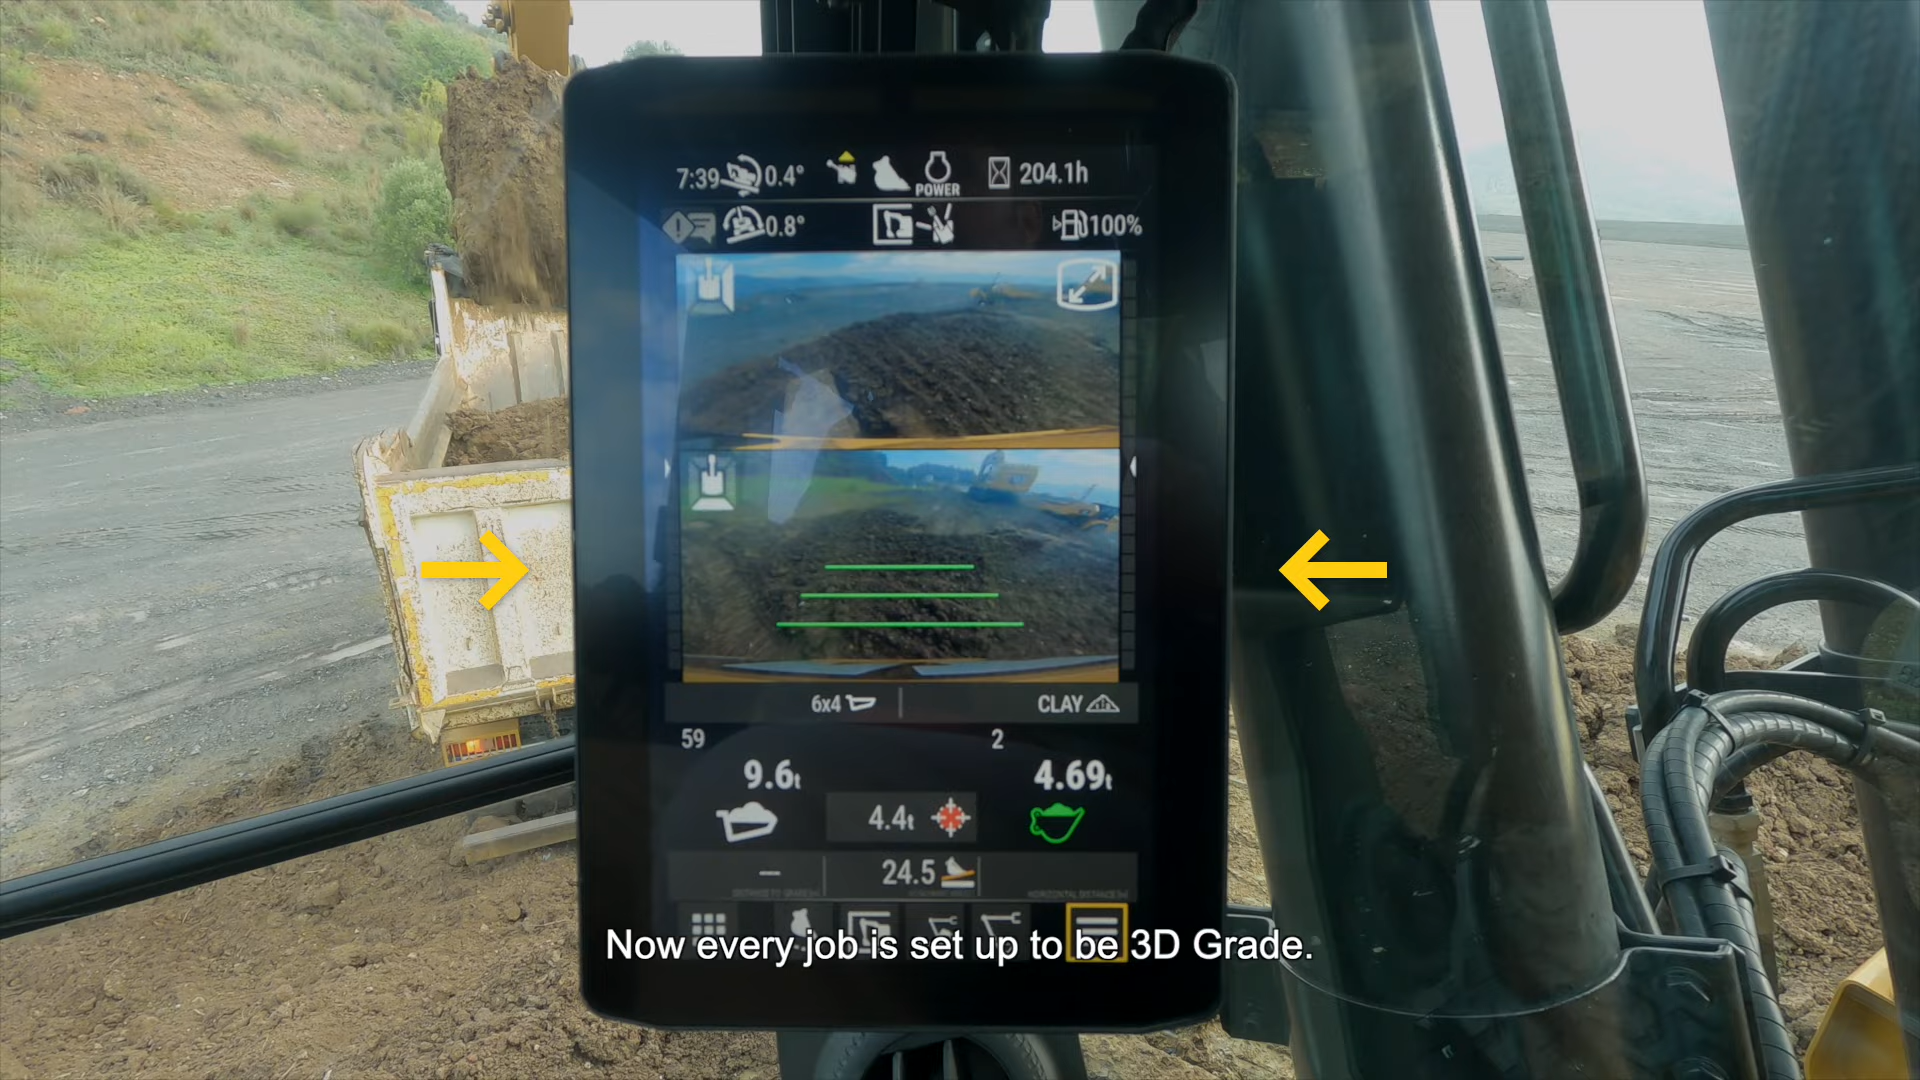 7:39 0.4° POWER 204.1h
0.8° 100%
6x4 CLAY
59 2
9.6t 4.69t
4.4t
-- 24.5
Now every job is set up to be 3D Grade.